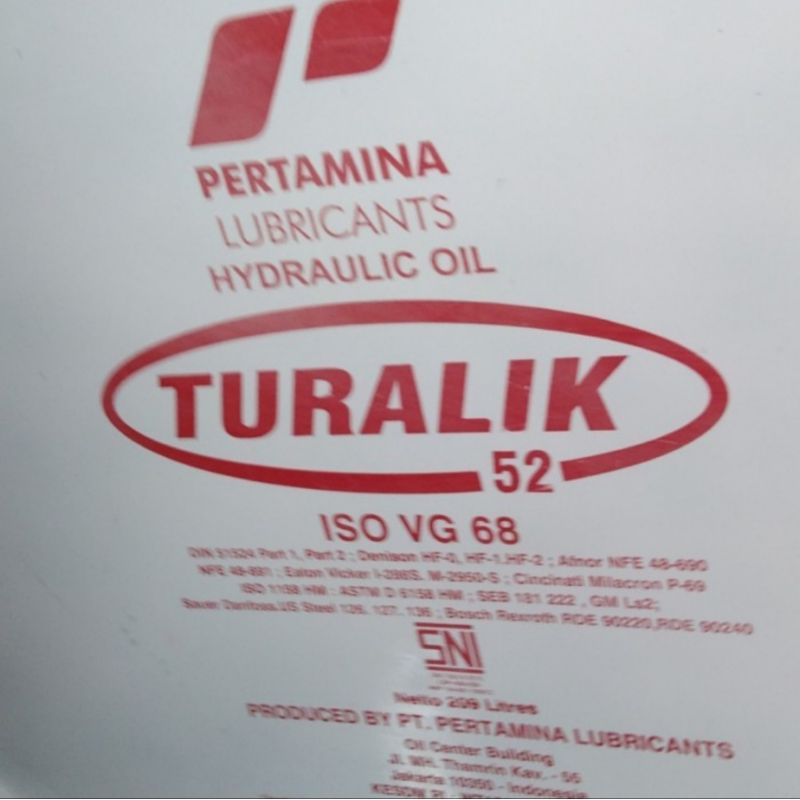 PERTAMINA
LUBRICANTS
HYDRAULIC OIL
TURALIK
52
ISO VG 68
DIN 51524 Part 1, Part 2 ; Denison HF-0, HF-1,HF-2 ; Afnor NFE 48-690
NFE 48-691 ; Eaton Vicker I-286S, M-2950-S ; Cincinati Milacron P-69
ISO 1158 HM ; ASTM D 6158 HM ; SEB 181 222 , GM Ls2;
Danfoss,US Steel 126, 127, 136 ; Bosch Rexroth RDE 90220,RDE 90240
SNI
Netto 209 Litres
PRODUCED BY PT. PERTAMINA LUBRICANTS
Oil Center Building
Jl. MH. Thamrin Kav. - 55
Jakarta 10350 - Indonesia